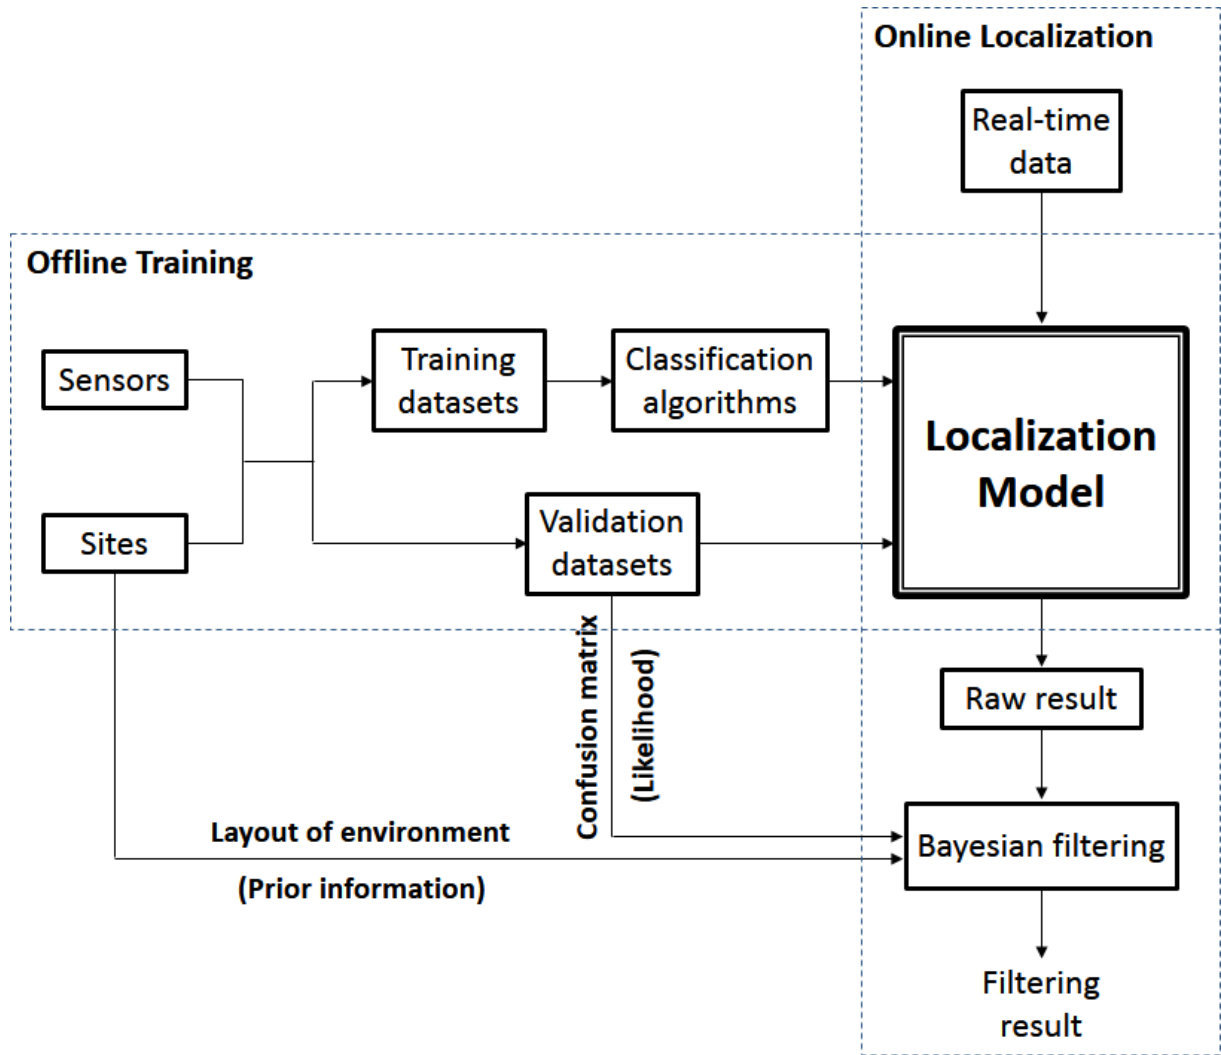 Online Localization
Real-time
data
Offline Training
Sensors
Training
datasets
Classification
algorithms
Localization
Model
Sites
Validation
datasets
Confusion matrix
(Likelihood)
Raw result
Layout of environment
(Prior information)
Bayesian filtering
Filtering
result